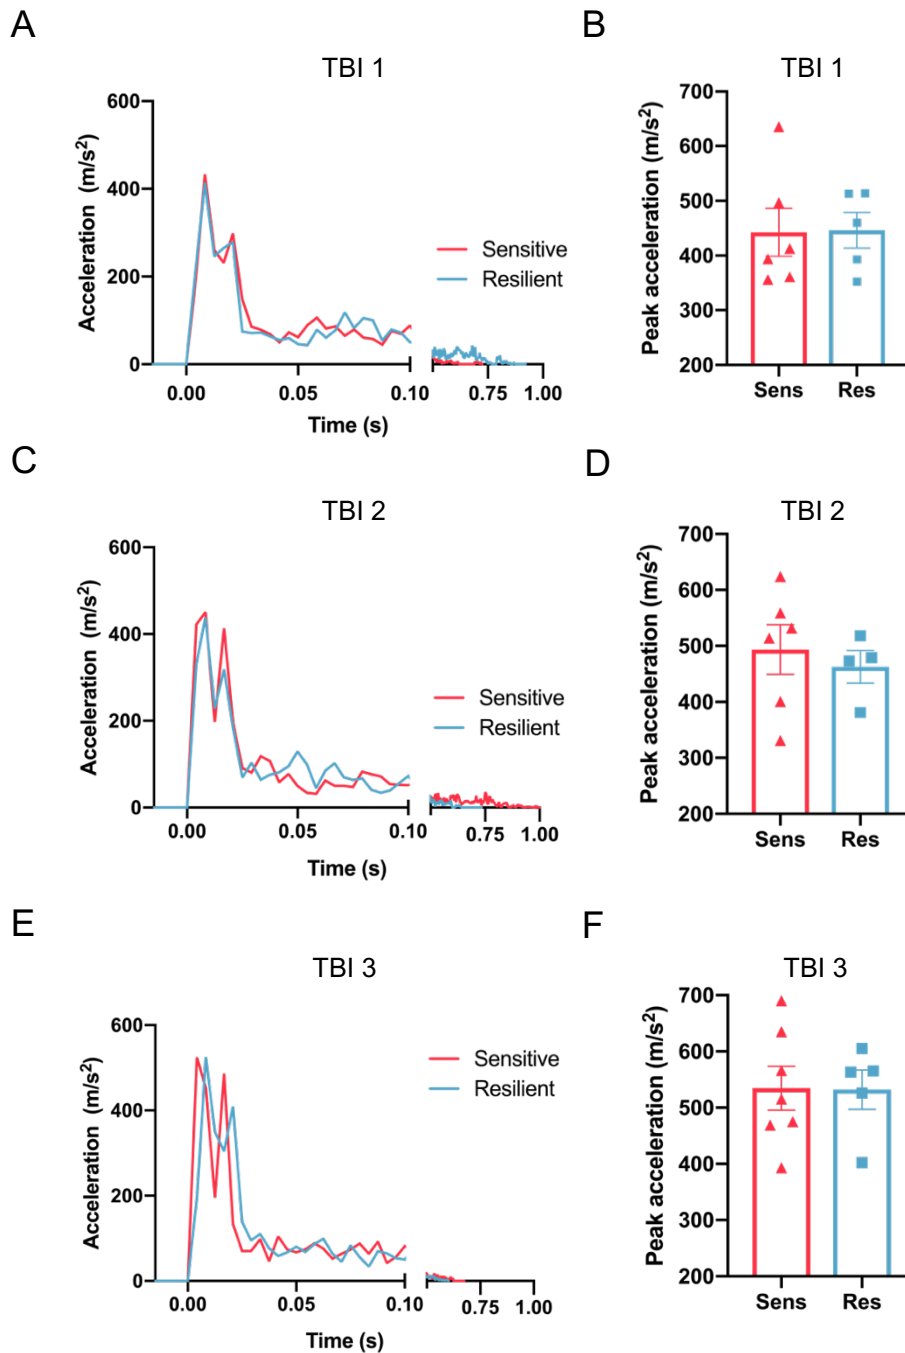 A
TBI 1
Acceleration (m/s²)
600
400
200
0
0.00
0.05
0.10
0.75
1.00
Time (s)
Sensitive
Resilient
B
TBI 1
Peak acceleration (m/s²)
700
600
500
400
300
200
Sens
Res
C
TBI 2
Acceleration (m/s²)
600
400
200
0
0.00
0.05
0.10
0.75
1.00
Time (s)
Sensitive
Resilient
D
TBI 2
Peak acceleration (m/s²)
700
600
500
400
300
200
Sens
Res
E
TBI 3
Acceleration (m/s²)
600
400
200
0
0.00
0.05
0.10
0.75
1.00
Time (s)
Sensitive
Resilient
F
TBI 3
Peak acceleration (m/s²)
700
600
500
400
300
200
Sens
Res